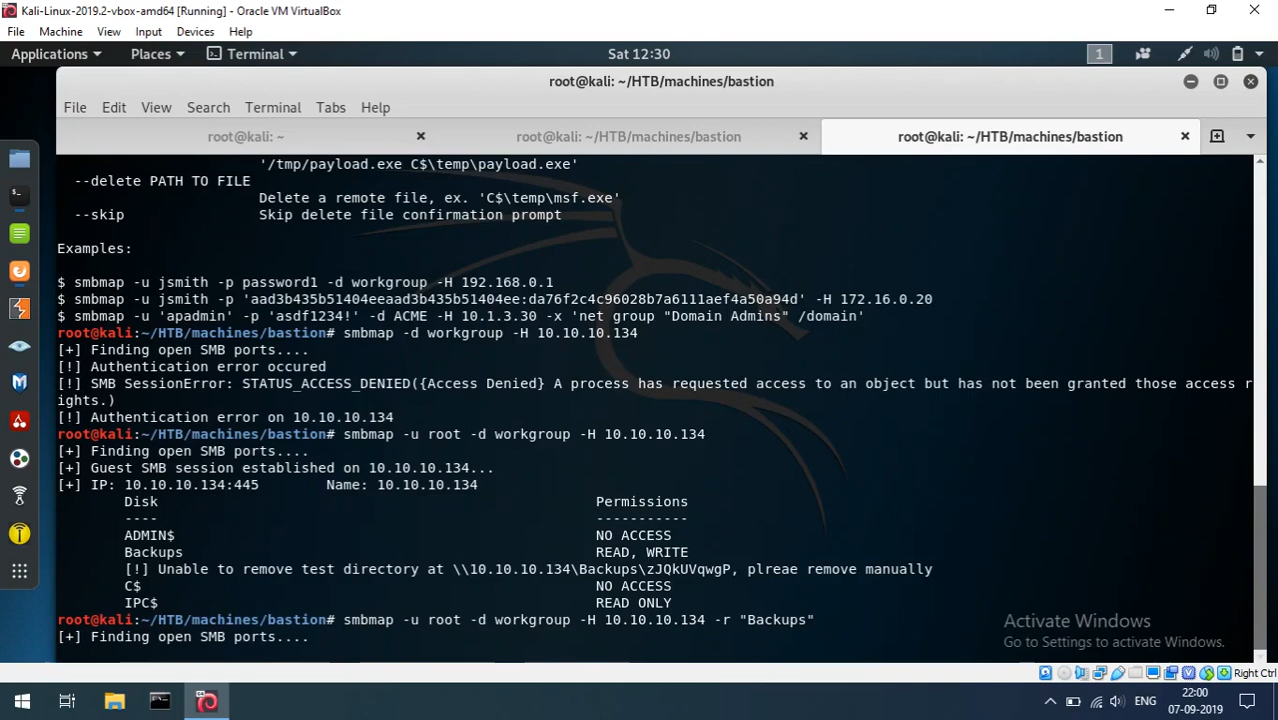 Kali-Linux-2019.2-vbox-amd64 [Running] - Oracle VM VirtualBox
File Machine View Input Devices Help
Applications Places Terminal Sat 12:30 1
root@kali: ~/HTB/machines/bastion
File Edit View Search Terminal Tabs Help
root@kali: ~ root@kali: ~/HTB/machines/bastion root@kali: ~/HTB/machines/bastion
'/tmp/payload.exe C$\temp\payload.exe'
--delete PATH TO FILE
Delete a remote file, ex. 'C$\temp\msf.exe'
--skip Skip delete file confirmation prompt
Examples:
$ smbmap -u jsmith -p password1 -d workgroup -H 192.168.0.1
$ smbmap -u jsmith -p 'aad3b435b51404eeaad3b435b51404ee:da76f2c4c96028b7a6111aef4a50a94d' -H 172.16.0.20
$ smbmap -u 'apadmin' -p 'asdf1234!' -d ACME -H 10.1.3.30 -x 'net group "Domain Admins" /domain'
root@kali:~/HTB/machines/bastion# smbmap -d workgroup -H 10.10.10.134
[+] Finding open SMB ports....
[!] Authentication error occured
[!] SMB SessionError: STATUS_ACCESS_DENIED({Access Denied} A process has requested access to an object but has not been granted those access r
ights.)
[!] Authentication error on 10.10.10.134
root@kali:~/HTB/machines/bastion# smbmap -u root -d workgroup -H 10.10.10.134
[+] Finding open SMB ports....
[+] Guest SMB session established on 10.10.10.134...
[+] IP: 10.10.10.134:445 Name: 10.10.10.134
Disk Permissions
---- -----------
ADMIN$ NO ACCESS
Backups READ, WRITE
[!] Unable to remove test directory at \\10.10.10.134\Backups\zJQkUVqwgP, plreae remove manually
C$ NO ACCESS
IPC$ READ ONLY
root@kali:~/HTB/machines/bastion# smbmap -u root -d workgroup -H 10.10.10.134 -r "Backups"
[+] Finding open SMB ports....
Activate Windows
Go to Settings to activate Windows.
Right Ctrl
ENG 22:00
07-09-2019